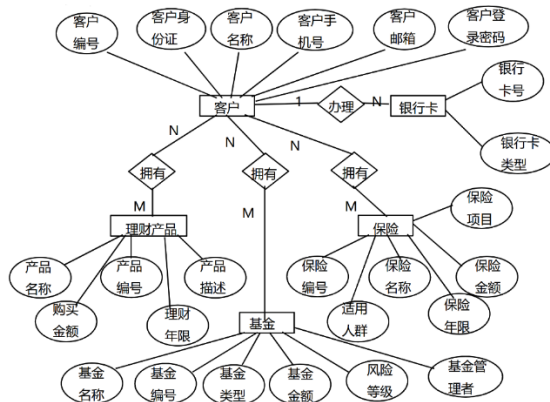 客户
编号
客户身
份证
客户
名称
客户手
机号
客户
邮箱
客户登
录密码
客户
1
办理
N
银行卡
银行
卡号
银行卡
类型
N
N
N
拥有
拥有
拥有
M
M
M
理财产品
保险
保险
项目
产品
名称
购买
金额
产品
编号
理财
年限
产品
描述
保险
编号
适用
人群
保险
名称
保险
年限
保险
金额
基金
基金
名称
基金
编号
基金
类型
基金
金额
风险
等级
基金管
理者